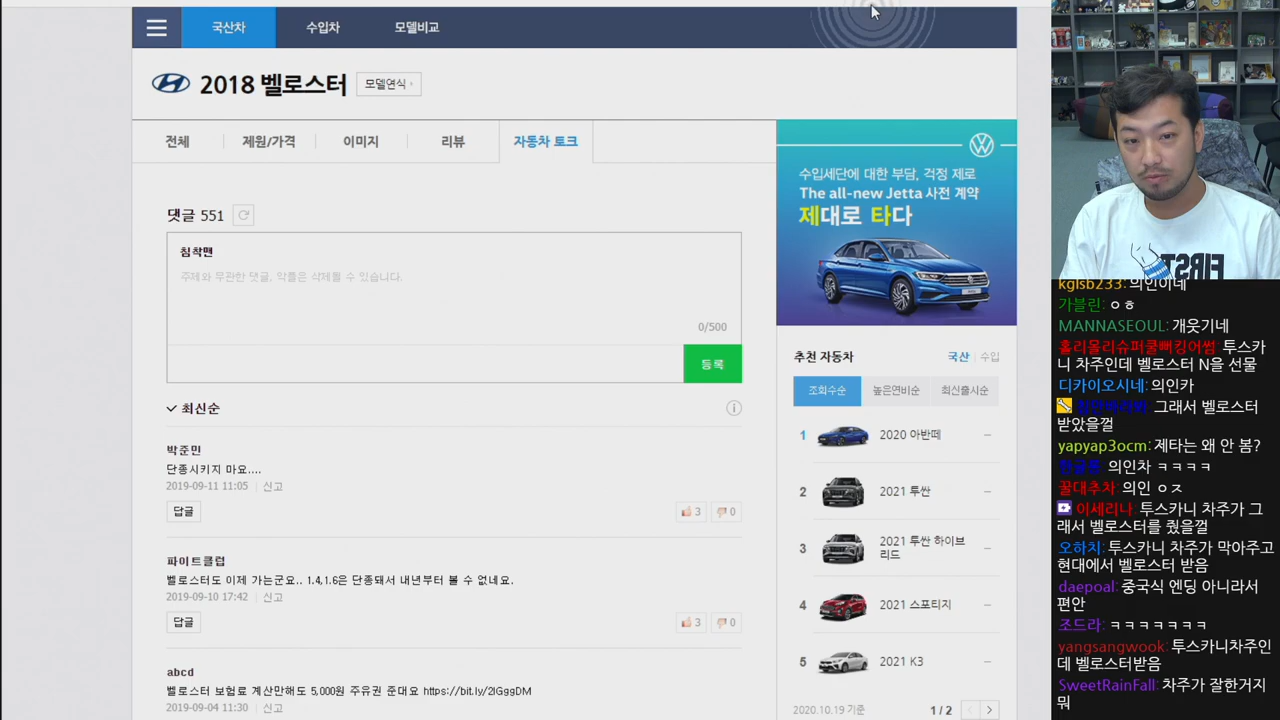 국산차
수입차
모델비교
2018 벨로스터
모델연식
전체
제원/가격
이미지
리뷰
자동차 토크
댓글 551
침착맨
주제와 무관한 댓글, 악플은 삭제될 수 있습니다.
0/500
등록
최신순
박준민
단종시키지 마요....
2019-09-11 11:05 신고
답글
3
0
파이트클럽
벨로스터도 이제 가는군요.. 1.4,1.6은 단종돼서 내년부터 볼 수 없네요.
2019-09-10 17:42 신고
답글
3
0
abcd
벨로스터 보험료 계산만해도 5,000원 주유권 준대요 https://bit.ly/2lGggDM
2019-09-04 11:30 신고
수입세단에 대한 부담, 걱정 제로
The all-new Jetta 사전 계약
제대로 타다
추천 자동차
국산 수입
조회수순
높은연비순
최신출시순
1 2020 아반떼
2 2021 투싼
3 2021 투싼 하이브
리드
4 2021 스포티지
5 2021 K3
2020.10.19 기준
1 / 2
FIRST
kglsb233: 의인이네
가블린: ㅇㅎ
MANNASEOUL: 개웃기네
홀리몰리슈퍼쿨뻐킹어썸: 투스카
니 차주인데 벨로스터 N을 선물
디카이오시네: 의인카
그래서 벨로스터
받았을껄
yapyap3ocm: 제타는 왜 안 봄?
의인차 ㅋㅋㅋㅋ
꿀대추차: 의인 ㅇㅈ
이세리나: 투스카니 차주가 그
래서 벨로스터를 줬을껄
오하치: 투스카니 차주가 막아주고
현대에서 벨로스터 받음
daepoal: 중국식 엔딩 아니라서
편안
조드라: ㅋㅋㅋㅋㅋㅋㅋ
yangsangwook: 투스카니차주인
데 벨로스터받음
SweetRainFall: 차주가 잘한거지
뭐